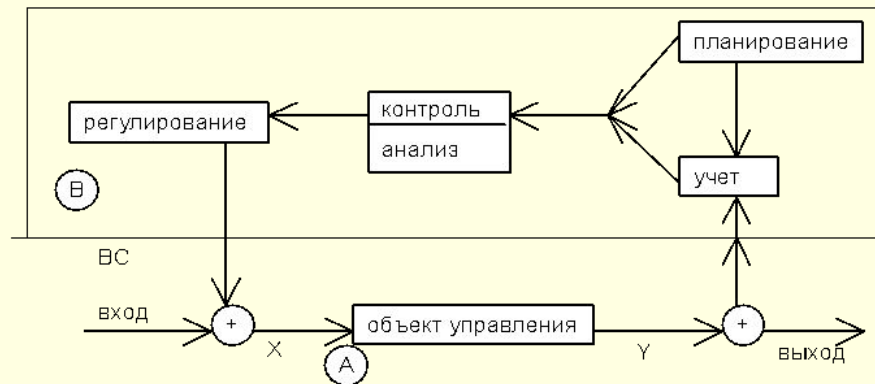 планирование
контроль
регулирование
анализ
учет
В
ВС
вход
+
объект управления
+
X
А
Y
выход